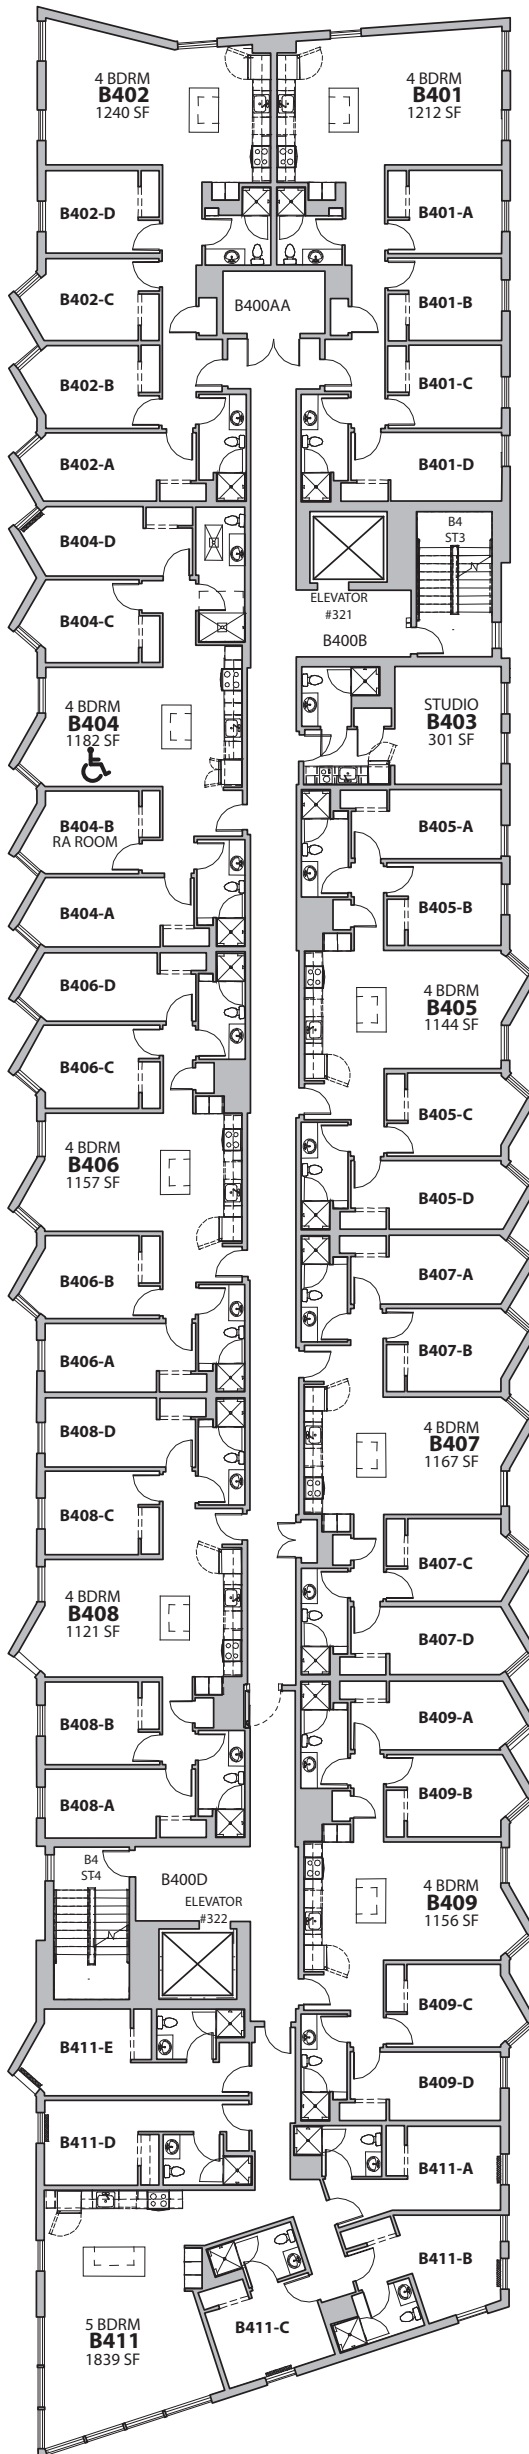 4 BDRM
B402
1240 SF
4 BDRM
B401
1212 SF
B402-D
B401-A
B402-C
B400AA
B401-B
B402-B
B401-C
B402-A
B401-D
B404-D
B4
ST3
N
ELEVATOR
#321
B404-C
B400B
4 BDRM
B404
1182 SF
STUDIO
B403
301 SF
B404-B
RA ROOM
B405-A
B404-A
B405-B
B406-D
4 BDRM
B405
1144 SF
B406-C
B405-C
4 BDRM
B406
1157 SF
B405-D
B406-B
B407-A
B406-A
B407-B
B408-D
4 BDRM
B407
1167 SF
B408-C
B407-C
4 BDRM
B408
1121 SF
B407-D
B408-B
B409-A
B408-A
B409-B
B4
ST4
N
B400D
ELEVATOR
#322
4 BDRM
B409
1156 SF
B411-E
B409-C
B409-D
B411-D
B411-A
B411-B
B411-C
5 BDRM
B411
1839 SF